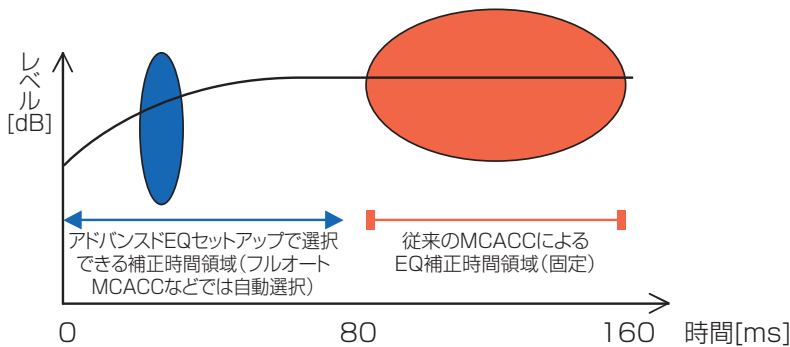 レベル
[dB]
アドバンスドEQセットアップで選択
できる補正時間領域(フルオート
MCACCなどでは自動選択)
従来のMCACCによる
EQ補正時間領域(固定)
0
80
160
時間[ms]